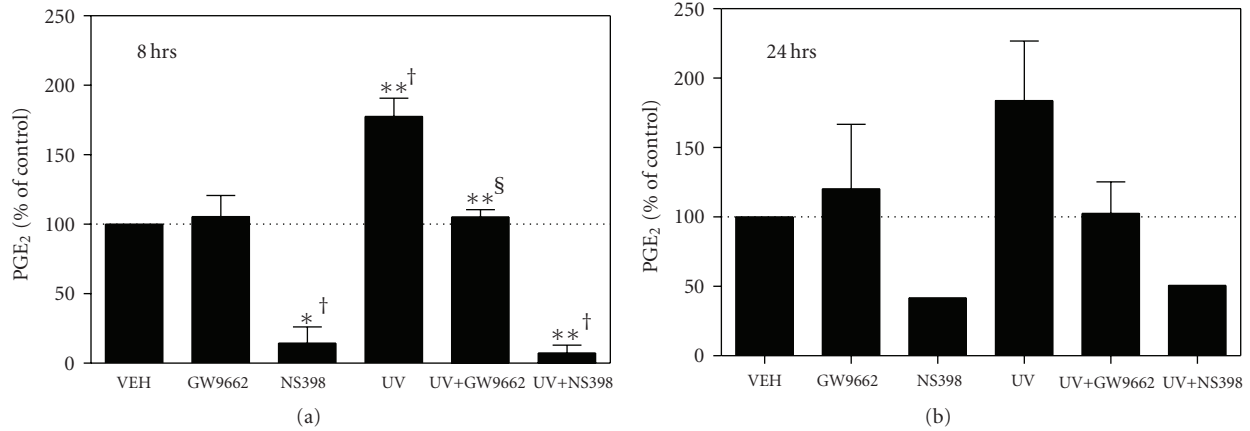 250
200
150
100
50
0
PGE₂ (% of control)
8 hrs
∗†
∗∗†
∗∗§
∗∗†
VEH GW9662 NS398 UV UV+GW9662 UV+NS398
(a)
250
200
150
100
50
0
PGE₂ (% of control)
24 hrs
VEH GW9662 NS398 UV UV+GW9662 UV+NS398
(b)